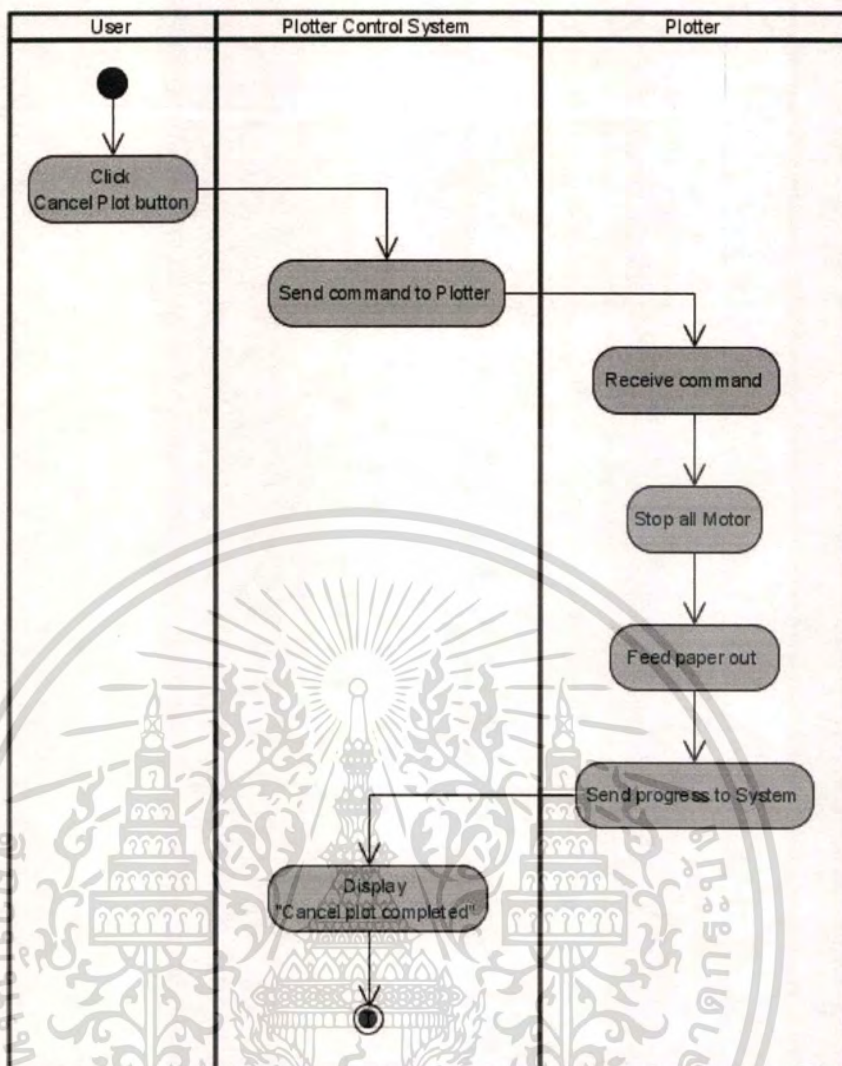 User
Plotter Control System
Plotter
Click
Cancel Plot button
Send command to Plotter
Receive command
Stop all Motor
Feed paper out
Send progress to System
Display
"Cancel plot completed"